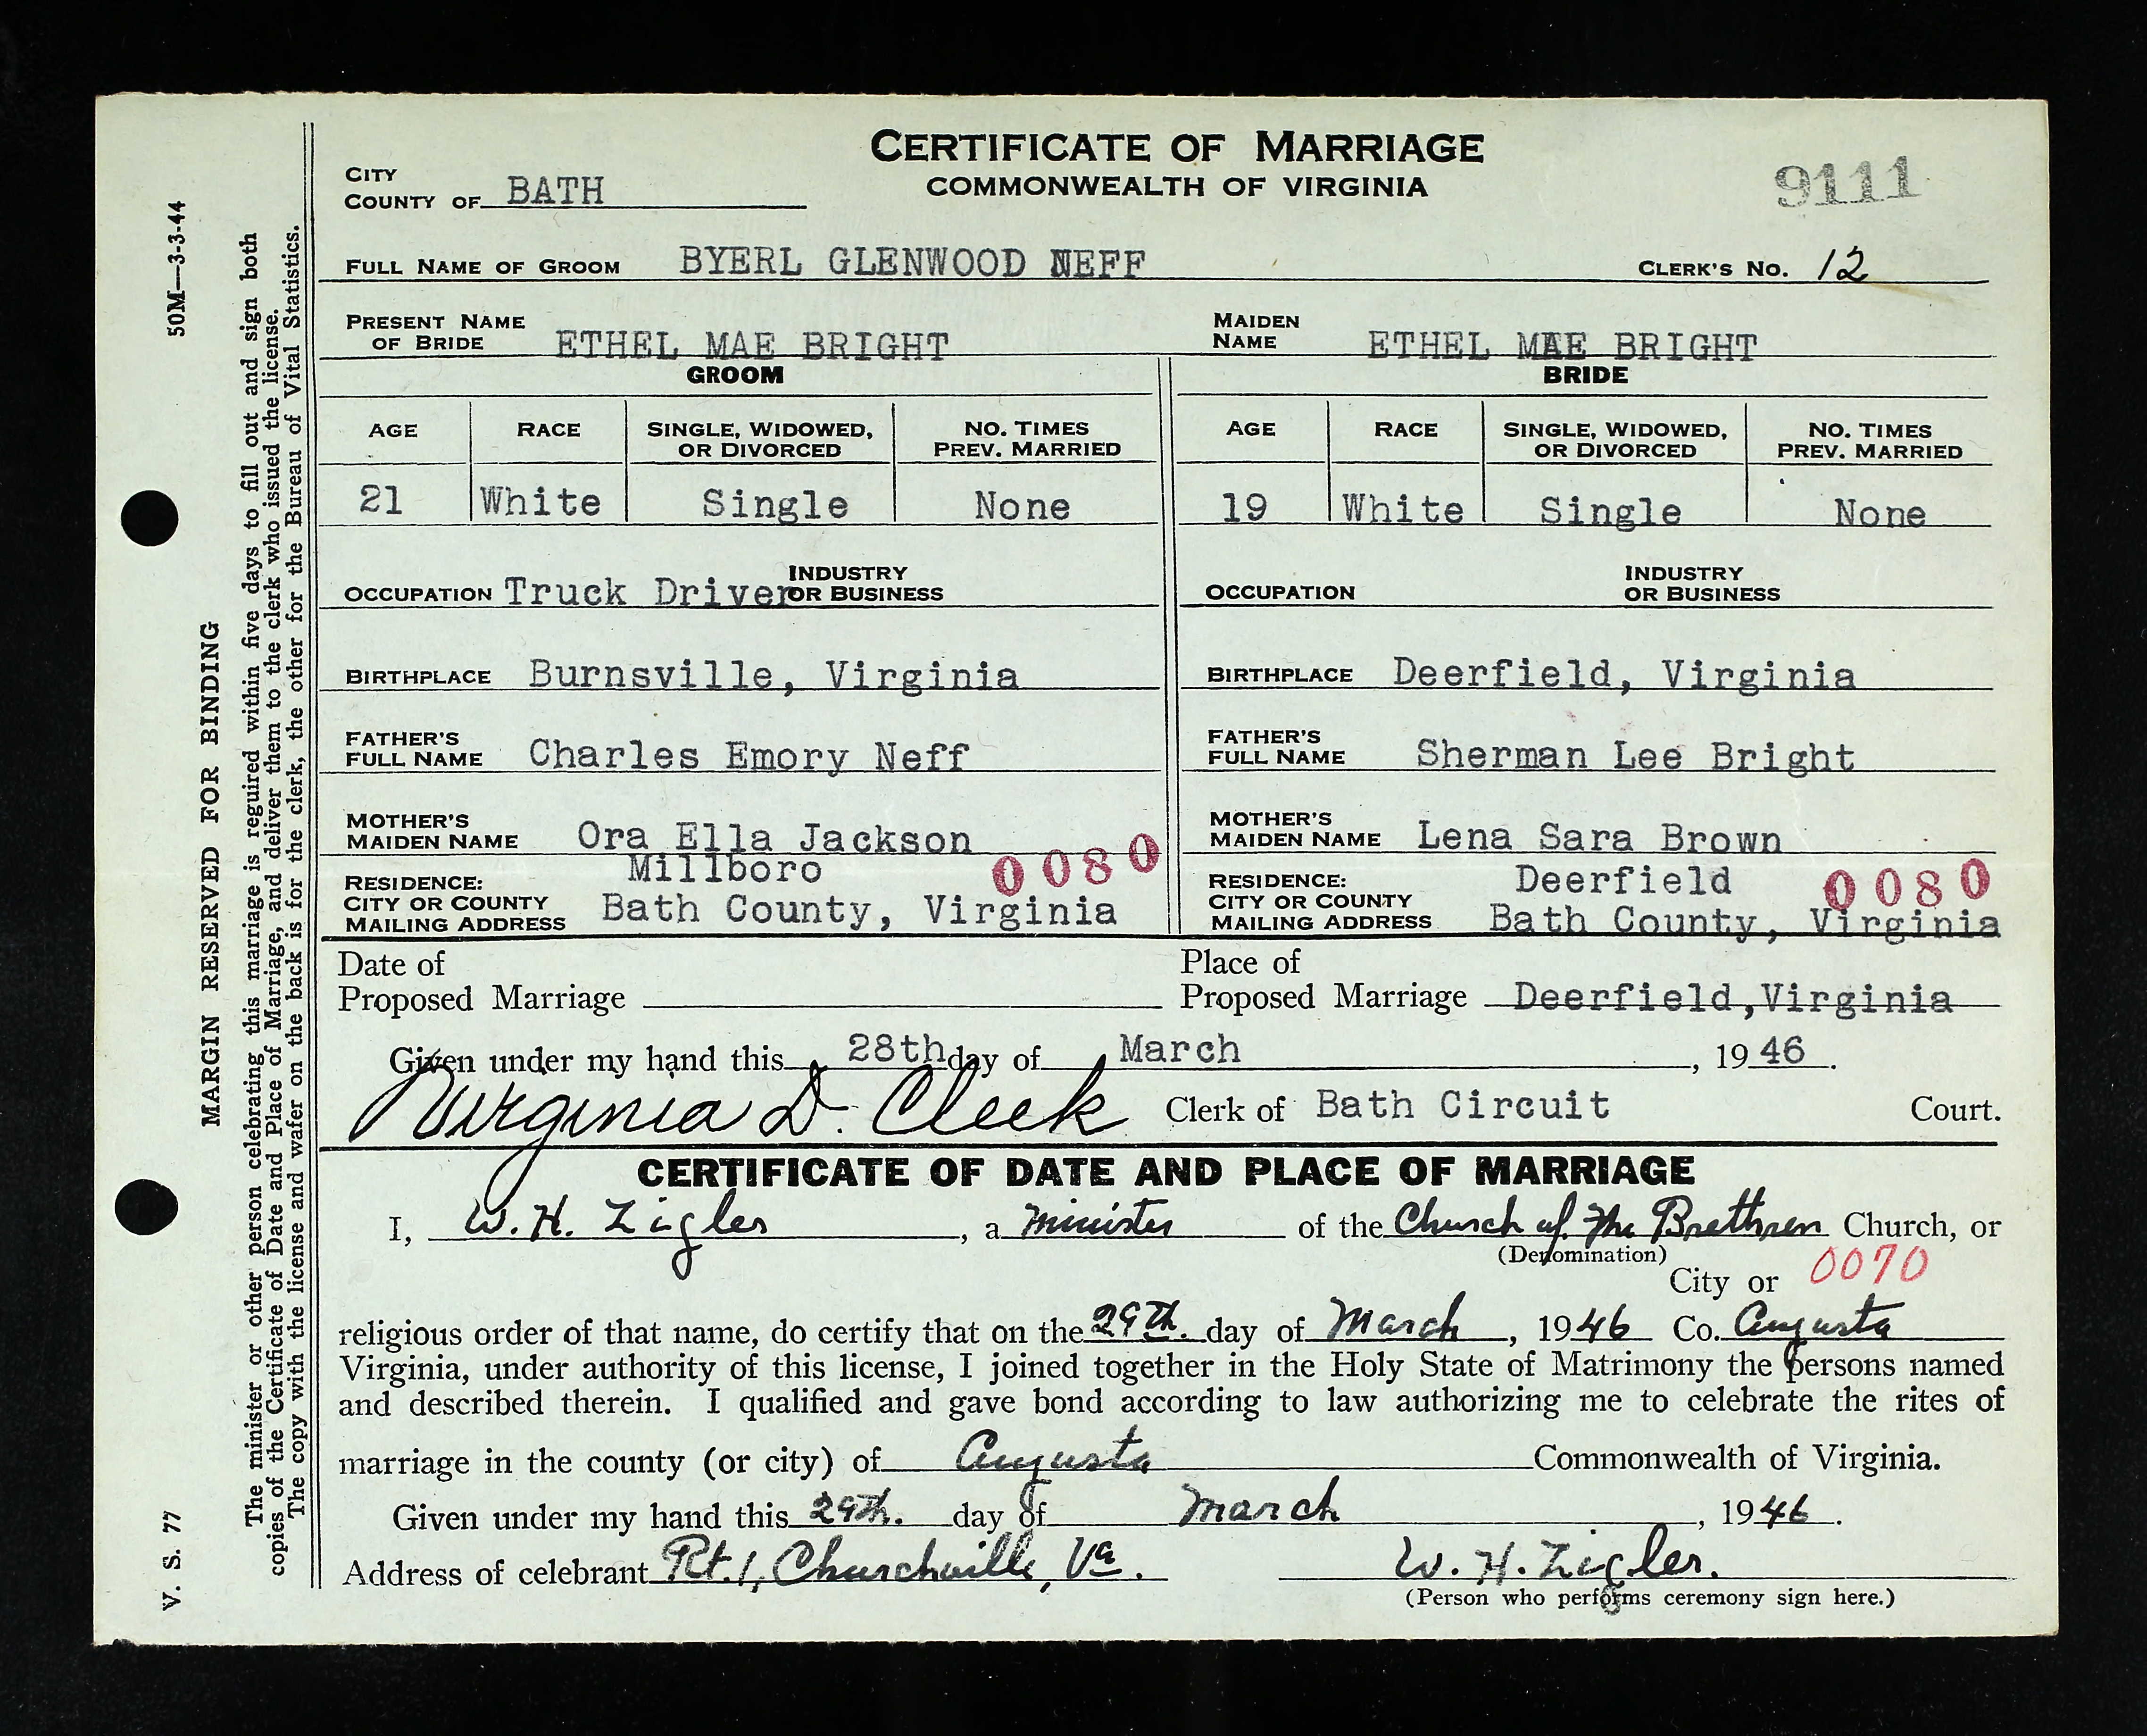 CERTIFICATE OF MARRIAGE
COMMONWEALTH OF VIRGINIA
9111
CITY
COUNTY OF BATH
FULL NAME OF GROOM BYERL GLENWOOD NEFF CLERK'S No. 12
PRESENT NAME OF BRIDE ETHEL MAE BRIGHT MAIDEN NAME ETHEL MAE BRIGHT
GROOM BRIDE
AGE RACE SINGLE, WIDOWED, OR DIVORCED NO. TIMES PREV. MARRIED AGE RACE SINGLE, WIDOWED, OR DIVORCED NO. TIMES PREV. MARRIED
21 White Single None 19 White Single None
OCCUPATION Truck Driver INDUSTRY OR BUSINESS OCCUPATION INDUSTRY OR BUSINESS
BIRTHPLACE Burnsville, Virginia BIRTHPLACE Deerfield, Virginia
FATHER'S FULL NAME Charles Emory Neff FATHER'S FULL NAME Sherman Lee Bright
MOTHER'S MAIDEN NAME Ora Ella Jackson MOTHER'S MAIDEN NAME Lena Sara Brown
RESIDENCE: Millboro 0080 RESIDENCE: Deerfield 0080
CITY OR COUNTY
MAILING ADDRESS Bath County, Virginia CITY OR COUNTY
MAILING ADDRESS Bath County, Virginia
Date of Proposed Marriage Place of Proposed Marriage Deerfield,Virginia
Given under my hand this 28th day of March, 1946.
Virginia D. Cleek Clerk of Bath Circuit Court.
CERTIFICATE OF DATE AND PLACE OF MARRIAGE
I, W. H. Zigler, a minister of the Church of the Brethren Church, or
(Denomination)
City or 0070
religious order of that name, do certify that on the 29th. day of March, 1946 Co. Augusta
Virginia, under authority of this license, I joined together in the Holy State of Matrimony the persons named
and described therein. I qualified and gave bond according to law authorizing me to celebrate the rites of
marriage in the county (or city) of Augusta Commonwealth of Virginia.
Given under my hand this 29th. day of March, 1946.
Address of celebrant Rt. 1, Churchville, Va. W. H. Zigler.
(Person who performs ceremony sign here.)
V. S. 77 MARGIN RESERVED FOR BINDING 50M—3-3-44
The minister or other person celebrating this marriage is reguired within five days to fill out and sign both
copies of the Certificate of Date and Place of Marriage, and deliver them to the clerk who issued the license.
The copy with the license and wafer on the back is for the clerk, the other for the Bureau of Vital Statistics.